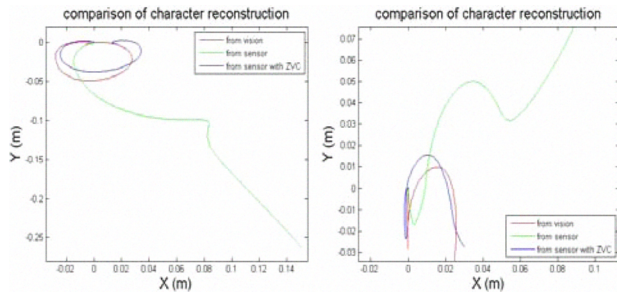 comparison of character reconstruction
from vision
from sensor
from sensor with ZVC
Y (m)
0
-0.05
-0.1
-0.15
-0.2
-0.25
-0.02 0 0.02 0.04 0.06 0.08 0.1 0.12 0.14 0.16
X (m)
comparison of character reconstruction
Y (m)
0.07
0.06
0.05
0.04
0.03
0.02
0.01
0
-0.01
-0.02
-0.03
from vision
from sensor
from sensor with ZVC
-0.02 0 0.02 0.04 0.06 0.08 0.1
X (m)